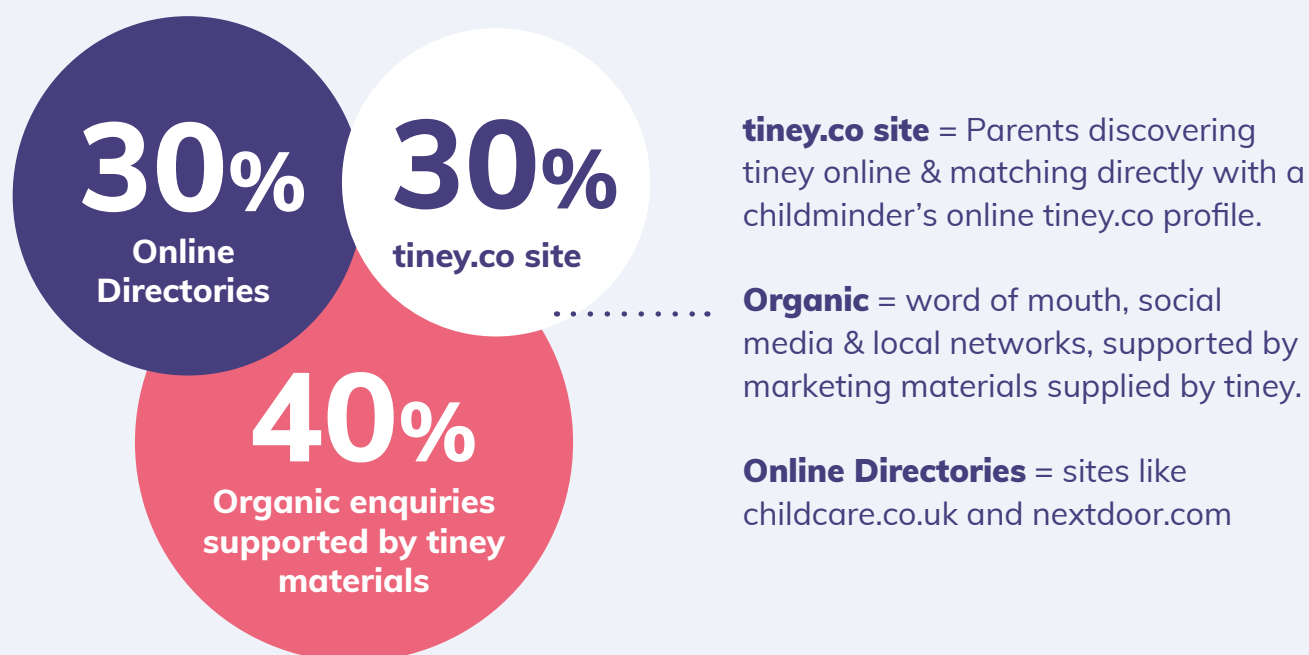 30%
Online
Directories
30%
tiney.co site
40%
Organic enquiries
supported by tiney
materials
tiney.co site = Parents discovering
tiney online & matching directly with a
childminder’s online tiney.co profile.
Organic = word of mouth, social
media & local networks, supported by
marketing materials supplied by tiney.
Online Directories = sites like
childcare.co.uk and nextdoor.com